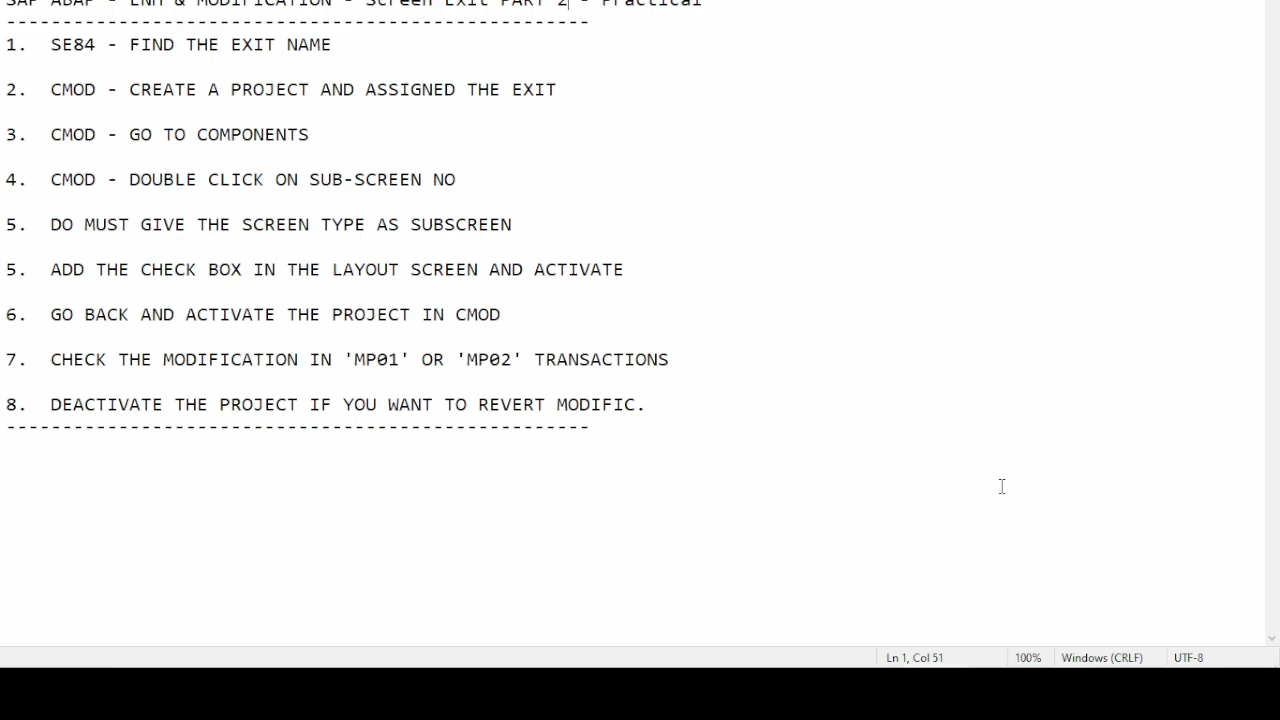 SAP ABAP - ENH & MODIFICATION - Screen Exit PART 2 - Practical
-----------------------------------------------------
1.  SE84 - FIND THE EXIT NAME
2.  CMOD - CREATE A PROJECT AND ASSIGNED THE EXIT
3.  CMOD - GO TO COMPONENTS
4.  CMOD - DOUBLE CLICK ON SUB-SCREEN NO
5.  DO MUST GIVE THE SCREEN TYPE AS SUBSCREEN
5.  ADD THE CHECK BOX IN THE LAYOUT SCREEN AND ACTIVATE
6.  GO BACK AND ACTIVATE THE PROJECT IN CMOD
7.  CHECK THE MODIFICATION IN 'MP01' OR 'MP02' TRANSACTIONS
8.  DEACTIVATE THE PROJECT IF YOU WANT TO REVERT MODIFIC.
-----------------------------------------------------
Ln 1, Col 51 100% Windows (CRLF) UTF-8